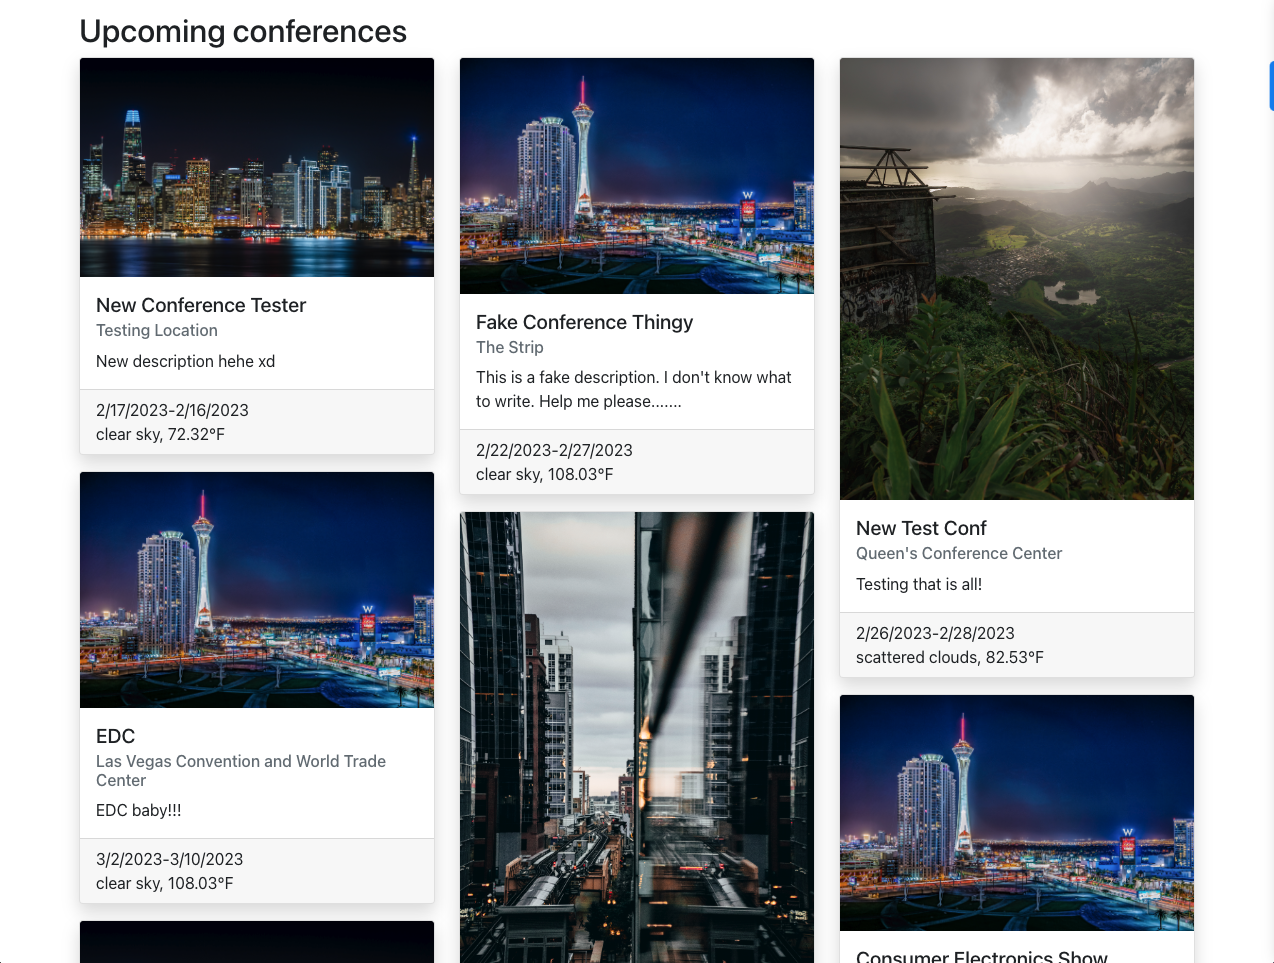 Upcoming conferences
New Conference Tester
Testing Location
New description hehe xd
2/17/2023-2/16/2023
clear sky, 72.32°F
EDC
Las Vegas Convention and World Trade
Center
EDC baby!!!
3/2/2023-3/10/2023
clear sky, 108.03°F
W
Fake Conference Thingy
The Strip
This is a fake description. I don't know what
to write. Help me please.......
2/22/2023-2/27/2023
clear sky, 108.03°F
New Test Conf
Queen's Conference Center
Testing that is all!
2/26/2023-2/28/2023
scattered clouds, 82.53°F
W
Consumer Electronics Show